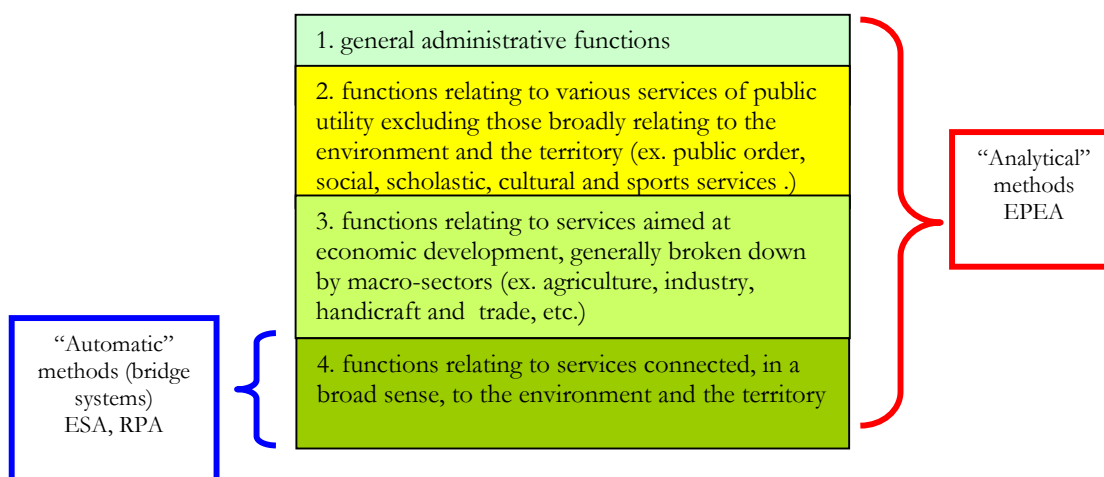 1. general administrative functions
2. functions relating to various services of public
utility excluding those broadly relating to the
environment and the territory (ex. public order,
social, scholastic, cultural and sports services .)
3. functions relating to services aimed at
economic development, generally broken down
by macro-sectors (ex. agriculture, industry,
handicraft and trade, etc.)
4. functions relating to services connected, in a
broad sense, to the environment and the territory
“Automatic”
methods (bridge
systems)
ESA, RPA
“Analytical”
methods
EPEA